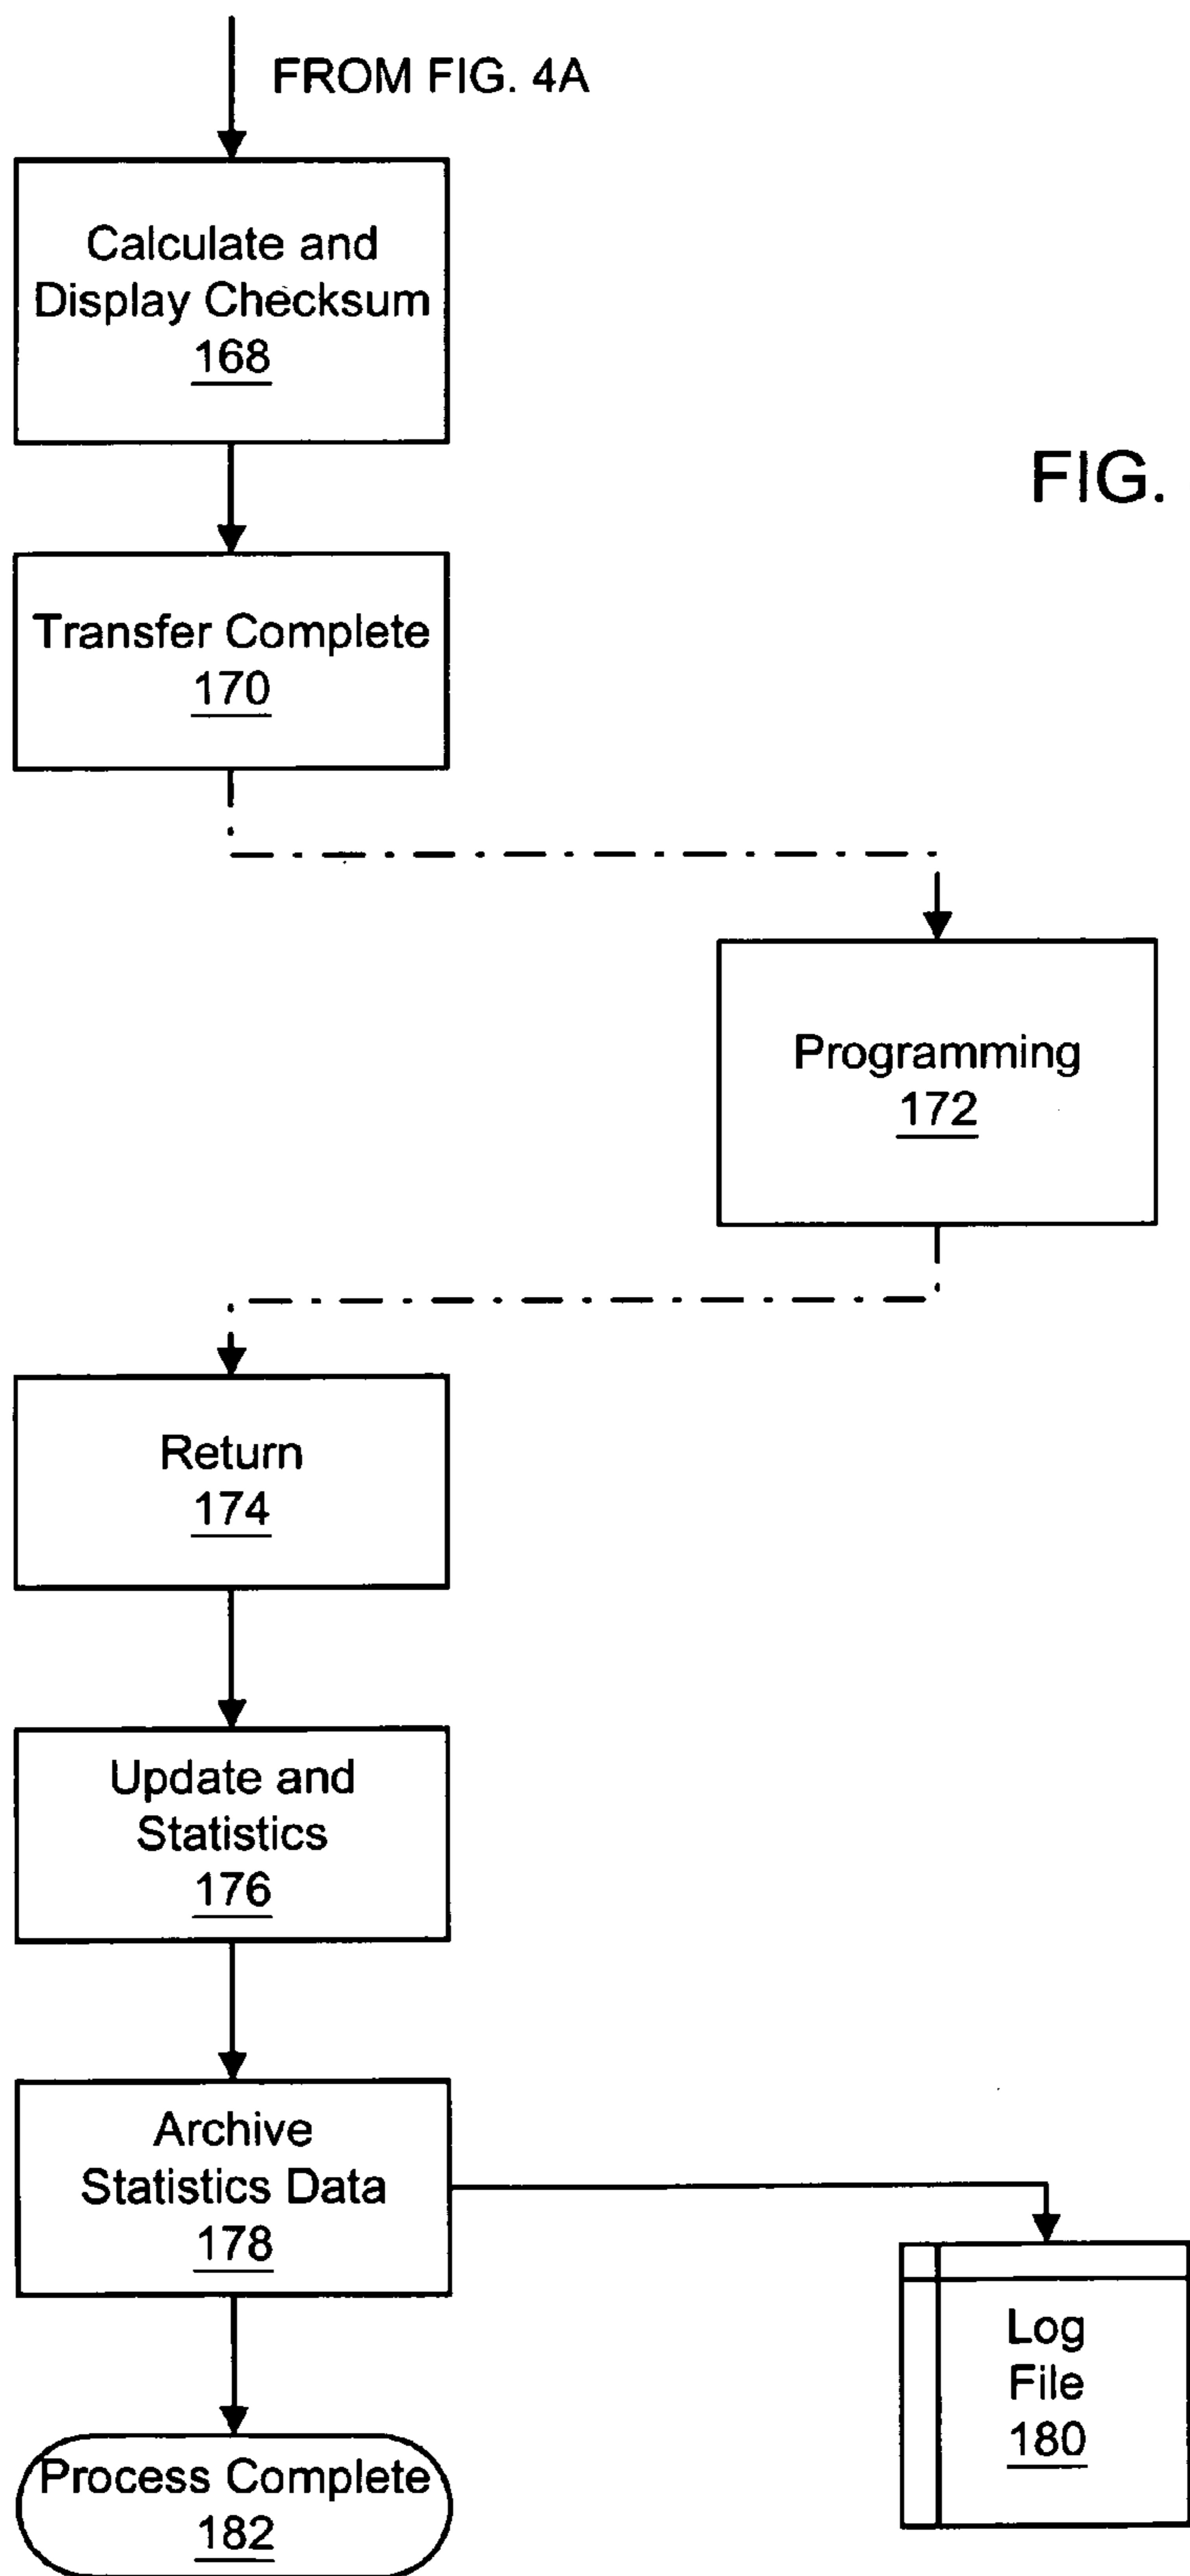 FROM FIG. 4A
Calculate and
Display Checksum
168
FIG.
Transfer Complete
170
Programming
172
Return
174
Update and
Statistics
176
Archive
Statistics Data
178
Log
File
180
Process Complete
182